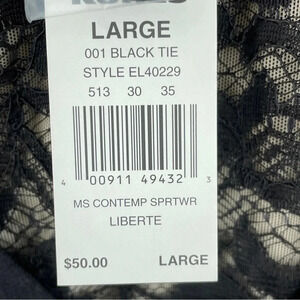 LARGE
001 BLACK TIE
STYLE EL40229
513 30 35
4 00911 49432 3
MS CONTEMP SPRTWR
LIBERTE
$50.00 LARGE